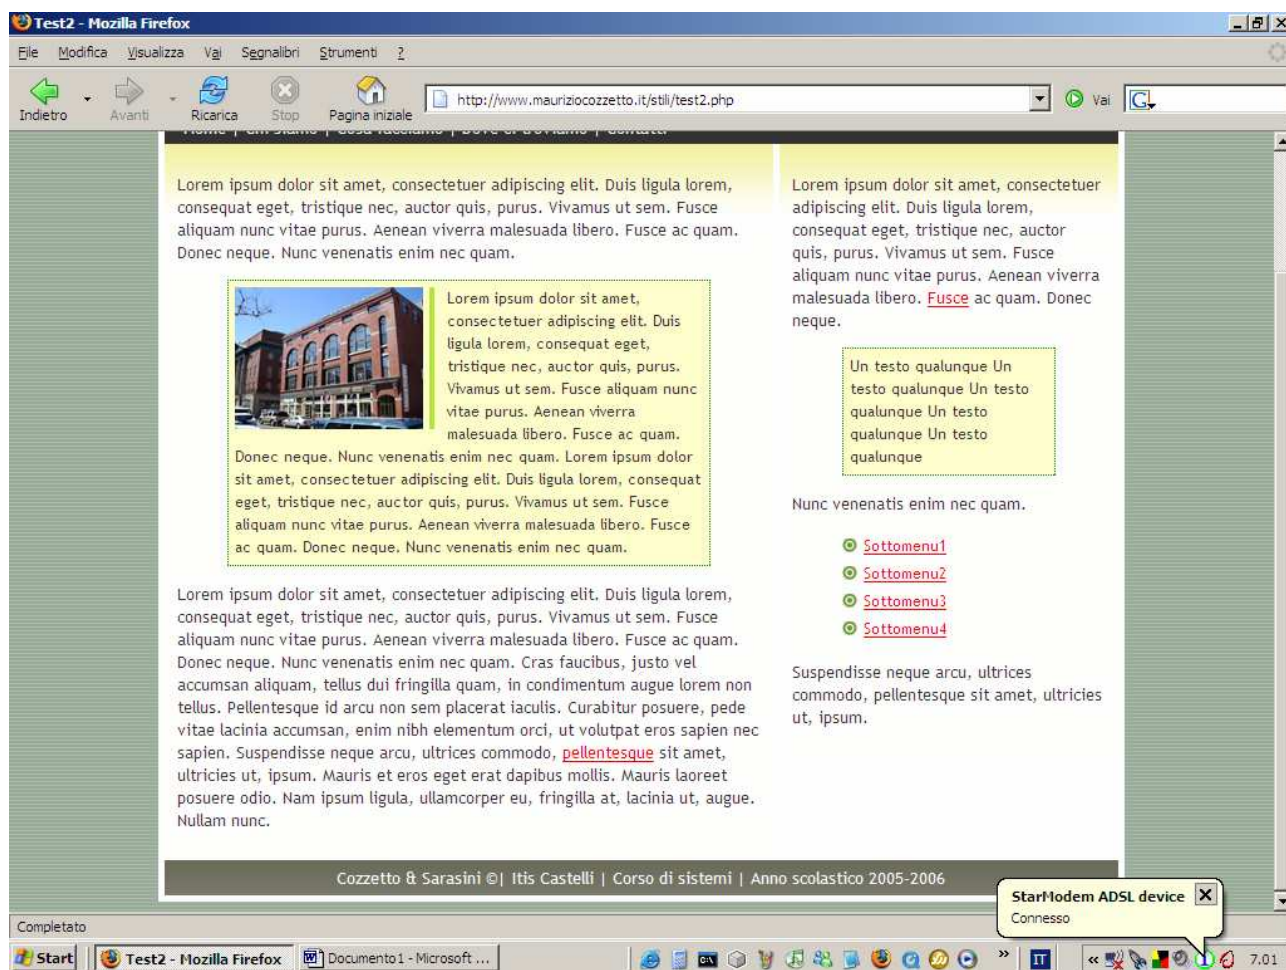 Test2 - Mozilla Firefox
File Modifica Visualizza Vai Segnalibri Strumenti ?
Indietro Avanti Ricarica Stop Pagina iniziale
http://www.mauriziocozzetto.it/stili/test2.php
Vai
G
Home | Chi siamo | Cosa facciamo | Dove ci troviamo | Contatti
Lorem ipsum dolor sit amet, consectetuer adipiscing elit. Duis ligula lorem,
consequat eget, tristique nec, auctor quis, purus. Vivamus ut sem. Fusce
aliquam nunc vitae purus. Aenean viverra malesuada libero. Fusce ac quam.
Donec neque. Nunc venenatis enim nec quam.
Lorem ipsum dolor sit amet,
consectetuer adipiscing elit. Duis
ligula lorem, consequat eget,
tristique nec, auctor quis, purus.
Vivamus ut sem. Fusce aliquam nunc
vitae purus. Aenean viverra
malesuada libero. Fusce ac quam.
Donec neque. Nunc venenatis enim nec quam. Lorem ipsum dolor
sit amet, consectetuer adipiscing elit. Duis ligula lorem, consequat
eget, tristique nec, auctor quis, purus. Vivamus ut sem. Fusce
aliquam nunc vitae purus. Aenean viverra malesuada libero. Fusce
ac quam. Donec neque. Nunc venenatis enim nec quam.
Lorem ipsum dolor sit amet, consectetuer adipiscing elit. Duis ligula lorem,
consequat eget, tristique nec, auctor quis, purus. Vivamus ut sem. Fusce
aliquam nunc vitae purus. Aenean viverra malesuada libero. Fusce ac quam.
Donec neque. Nunc venenatis enim nec quam. Cras faucibus, justo vel
accumsan aliquam, tellus dui fringilla quam, in condimentum augue lorem non
tellus. Pellentesque id arcu non sem placerat iaculis. Curabitur posuere, pede
vitae lacinia accumsan, enim nibh elementum orci, ut volutpat eros sapien nec
sapien. Suspendisse neque arcu, ultrices commodo, pellentesque sit amet,
ultricies ut, ipsum. Mauris et eros eget erat dapibus mollis. Mauris laoreet
posuere odio. Nam ipsum ligula, ullamcorper eu, fringilla at, lacinia ut, augue.
Nullam nunc.
Lorem ipsum dolor sit amet, consectetuer
adipiscing elit. Duis ligula lorem,
consequat eget, tristique nec, auctor
quis, purus. Vivamus ut sem. Fusce
aliquam nunc vitae purus. Aenean viverra
malesuada libero. Fusce ac quam. Donec
neque.
Un testo qualunque Un
testo qualunque Un testo
qualunque Un testo
qualunque Un testo
qualunque
Nunc venenatis enim nec quam.
Sottomenu1
Sottomenu2
Sottomenu3
Sottomenu4
Suspendisse neque arcu, ultrices
commodo, pellentesque sit amet, ultricies
ut, ipsum.
Cozzetto & Sarasini ©| Itis Castelli | Corso di sistemi | Anno scolastico 2005-2006
StarModem ADSL device
Connesso
Completato
Start Test2 - Mozilla Firefox Documento1 - Microsoft ... » IT « 7.01